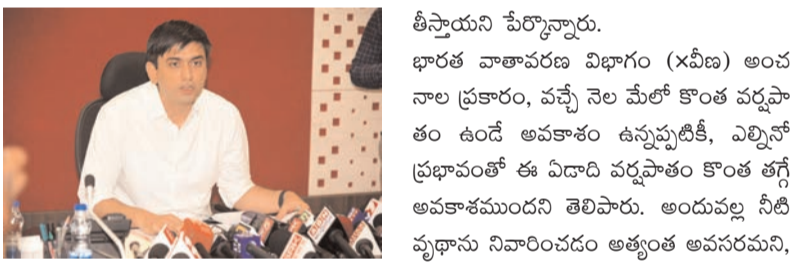 తీస్తాయని పేర్కొన్నారు.
భారత వాతావరణ విభాగం (×వీణ) అంచ
నాల ప్రకారం, వచ్చే నెల మేలో కొంత వర్షపా
తం ఉండే అవకాశం ఉన్నప్పటికీ, ఎల్నినో
ప్రభావంతో ఈ ఏడాది వర్షపాతం కొంత తగ్గే
అవకాశముందని తెలిపారు. అందువల్ల నీటి
వృథాను నివారించడం అత్యంత అవసరమని,